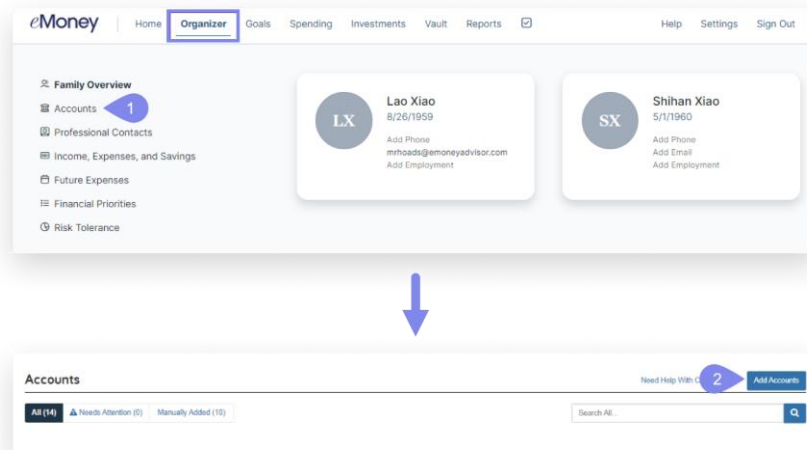 eMoney Home Organizer Goals Spending Investments Vault Reports Help Settings Sign Out
Family Overview
Accounts 1
Professional Contacts
Income, Expenses, and Savings
Future Expenses
Financial Priorities
Risk Tolerance
LX
Lao Xiao
8/26/1959
Add Phone
mrhoads@emoneyadvisor.com
Add Employment
SX
Shihan Xiao
5/1/1960
Add Phone
Add Email
Add Employment
Accounts
Need Help With 2 Add Accounts
All (14) Needs Attention (0) Manually Added (10)
Search All...